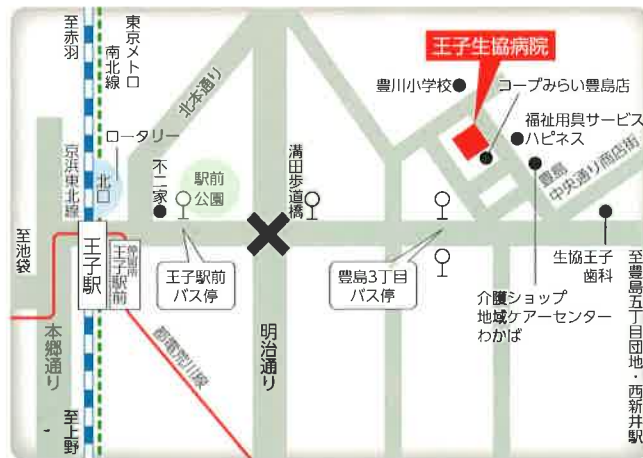 至赤羽
東京メトロ
南北線
北本通り
王子生協病院
豊川小学校
コープみらい豊島店
福祉用具サービス
ハピネス
豊島
中央通り商店街
ロータリー
京浜東北線
北口
不二家
駅前
公園
溝田歩道橋
至池袋
王子駅
停留所
王子駅前
王子駅前
バス停
豊島3丁目
バス停
生協王子
歯科
介護ショップ
地域ケアーセンター
わかば
至豊島五丁目団地・西新井駅
本郷通り
都電荒川線
明治通り
至上野